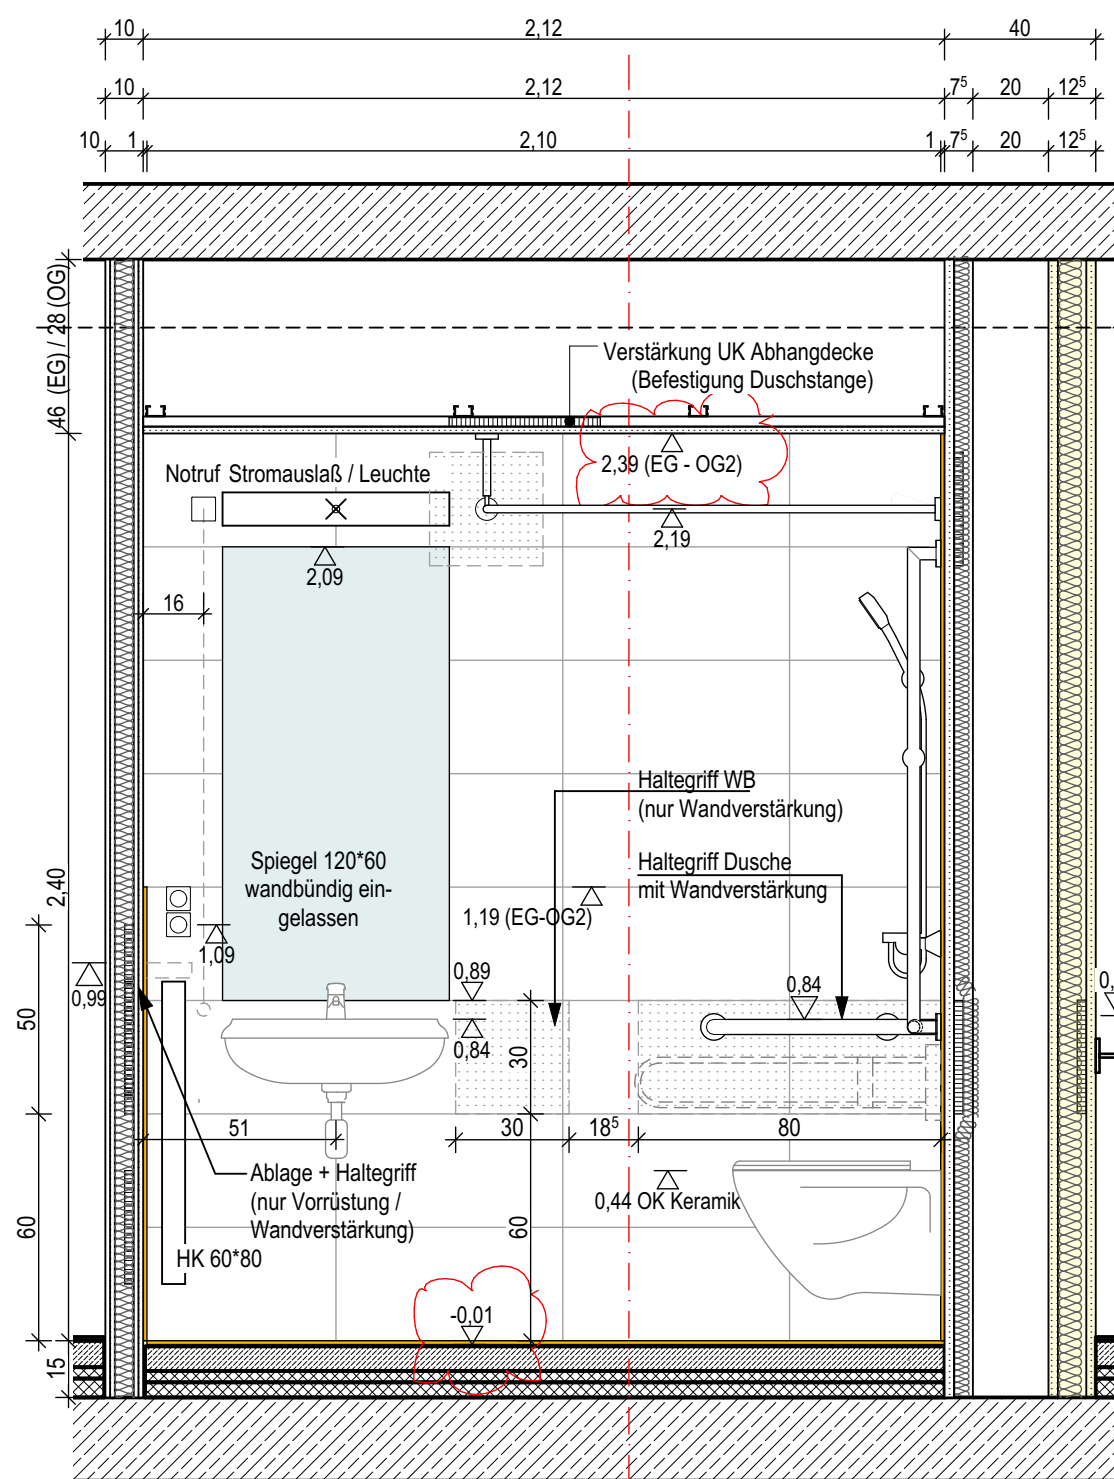 10 2,12 40
10 2,12 7⁵ 20 12⁵
10 1 2,10 1 7⁵ 20 12⁵
46 (EG) / 28 (OG)
Verstärkung UK Abhangdecke
(Befestigung Duschstange)
2,39 (EG - OG2)
Notruf Stromauslaß / Leuchte
2,19
2,09
16
Haltegriff WB
(nur Wandverstärkung)
Spiegel 120*60
wandbündig ein-
gelassen
Haltegriff Dusche
mit Wandverstärkung
2,40
1,19 (EG-OG2)
1,09
0,99
0,89
0,84
0,84
0,
50
30
51
30 18⁵ 80
Ablage + Haltegriff
(nur Vorrüstung /
Wandverstärkung)
0,44 OK Keramik
60
60
HK 60*80
-0,01
15